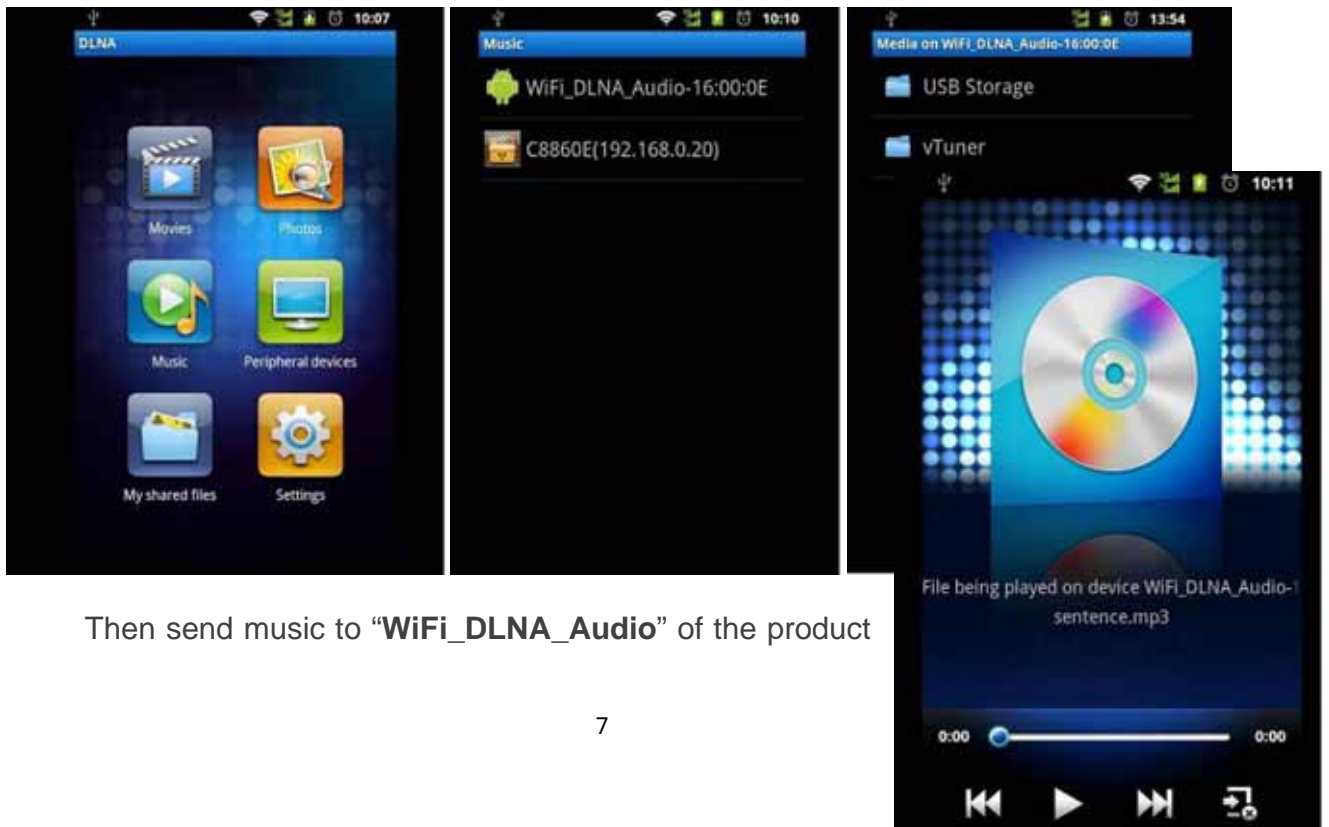 10:07
DLNA
Movies
Photos
Music
Peripheral devices
My shared files
Settings
10:10
Music
WiFi_DLNA_Audio-16:00:0E
C8860E(192.168.0.20)
13:54
Media on WiFi_DLNA_Audio-16:00:0E
USB Storage
vTuner
10:11
File being played on device WiFi_DLNA_Audio-1
sentence.mp3
0:00 0:00
Then send music to “WiFi_DLNA_Audio” of the product
7